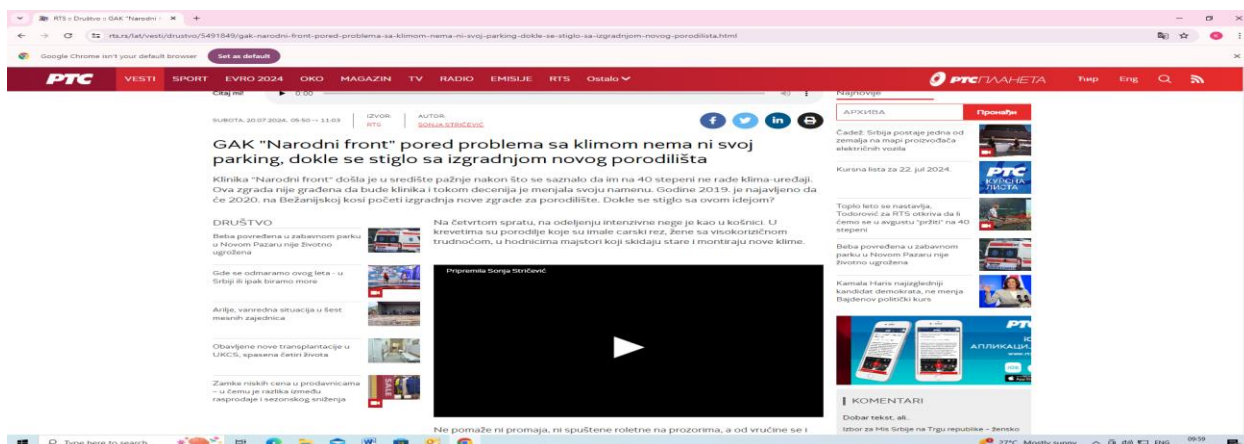 RTS :: Društvo :: GAK "Narodni f
rts.rs/lat/vesti/drustvo/5491849/gak-narodni-front-pored-problema-sa-klimom-nema-ni-svoj-parking-dokle-se-stiglo-sa-izgradnjom-novog-porodilista.html
Google Chrome isn't your default browser Set as default
РТС VESTI SPORT EVRO 2024 OKO MAGAZIN TV RADIO EMISIJE RTS Ostalo РТС ПЛАНЕТА Ћир Eng
Čitaj mi! 0:00
SUBOTA, 20.07.2024, 09:50 -> 11:03
IZVOR:
RTS
AUTOR:
SONJA STRIČEVIĆ
GAK "Narodni front" pored problema sa klimom nema ni svoj
parking, dokle se stiglo sa izgradnjom novog porodilišta
Klinika "Narodni front" došla je u središte pažnje nakon što se saznalo da im na 40 stepeni ne rade klima-uređaji.
Ova zgrada nije građena da bude klinika i tokom decenija je menjala svoju namenu. Godine 2019. je najavljeno da
će 2020. na Bežanijskoj kosi početi izgradnja nove zgrade za porodilište. Dokle se stiglo sa ovom idejom?
DRUŠTVO
Beba povređena u zabavnom parku
u Novom Pazaru nije životno
ugrožena
Gde se odmaramo ovog leta – u
Srbiji ili ipak biramo more
Arilje, vanredna situacija u šest
mesnih zajednica
Obavljene nove transplantacije u
UKCS, spasena četiri života
Zamke niskih cena u prodavnicama
– u čemu je razlika između
rasprodaje i sezonskog sniženja
SALE
Na četvrtom spratu, na odeljenju intenzivne nege je kao u košnici. U
krevetima su porodilje koje su imale carski rez, žene sa visokorizičnom
trudnoćom, u hodnicima majstori koji skidaju stare i montiraju nove klime.
Pripremila Sonja Stričević
Ne pomaže ni promaja, ni spuštene roletne na prozorima, a od vrućine se i
Najnovije
АРХИВА Пронађи
Čadež: Srbija postaje jedna od
zemalja na mapi proizvođača
električnih vozila
Kursna lista za 22. jul 2024.
РТС
КУРСНА
ЛИСТА
Toplo leto se nastavlja,
Todorović za RTS otkriva da li
ćemo se u avgustu "pržiti" na 40
stepeni
Beba povređena u zabavnom
parku u Novom Pazaru nije
životno ugrožena
Kamala Haris najizgledniji
kandidat demokrata, ne menja
Bajdenov politički kurs
РТ
АПЛИКАЦИ
iOS
KOMENTARI
Dobar tekst, ali..
Izbor za Mis Srbije na Trgu republike – žensko
Type here to search
27°C Mostly sunny ENG 09:59